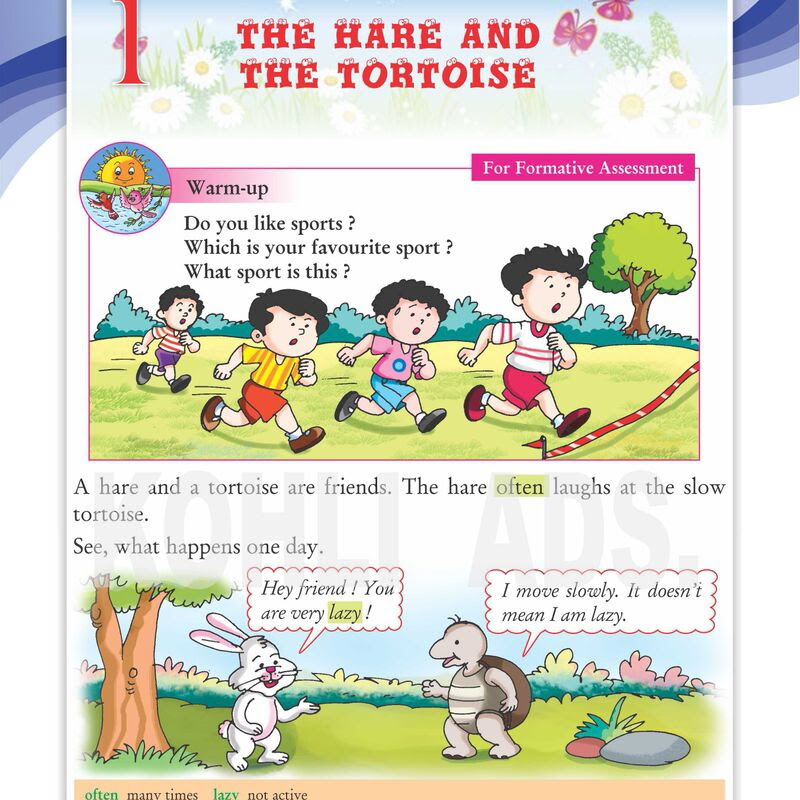 1
THE HARE AND
THE TORTOISE
For Formative Assessment
Warm-up
Do you like sports ?
Which is your favourite sport ?
What sport is this ?
A hare and a tortoise are friends. The hare often laughs at the slow
tortoise.
See, what happens one day.
KOHLI ADS.
Hey friend ! You
are very lazy !
I move slowly. It doesn't
mean I am lazy.
often many times lazy not active